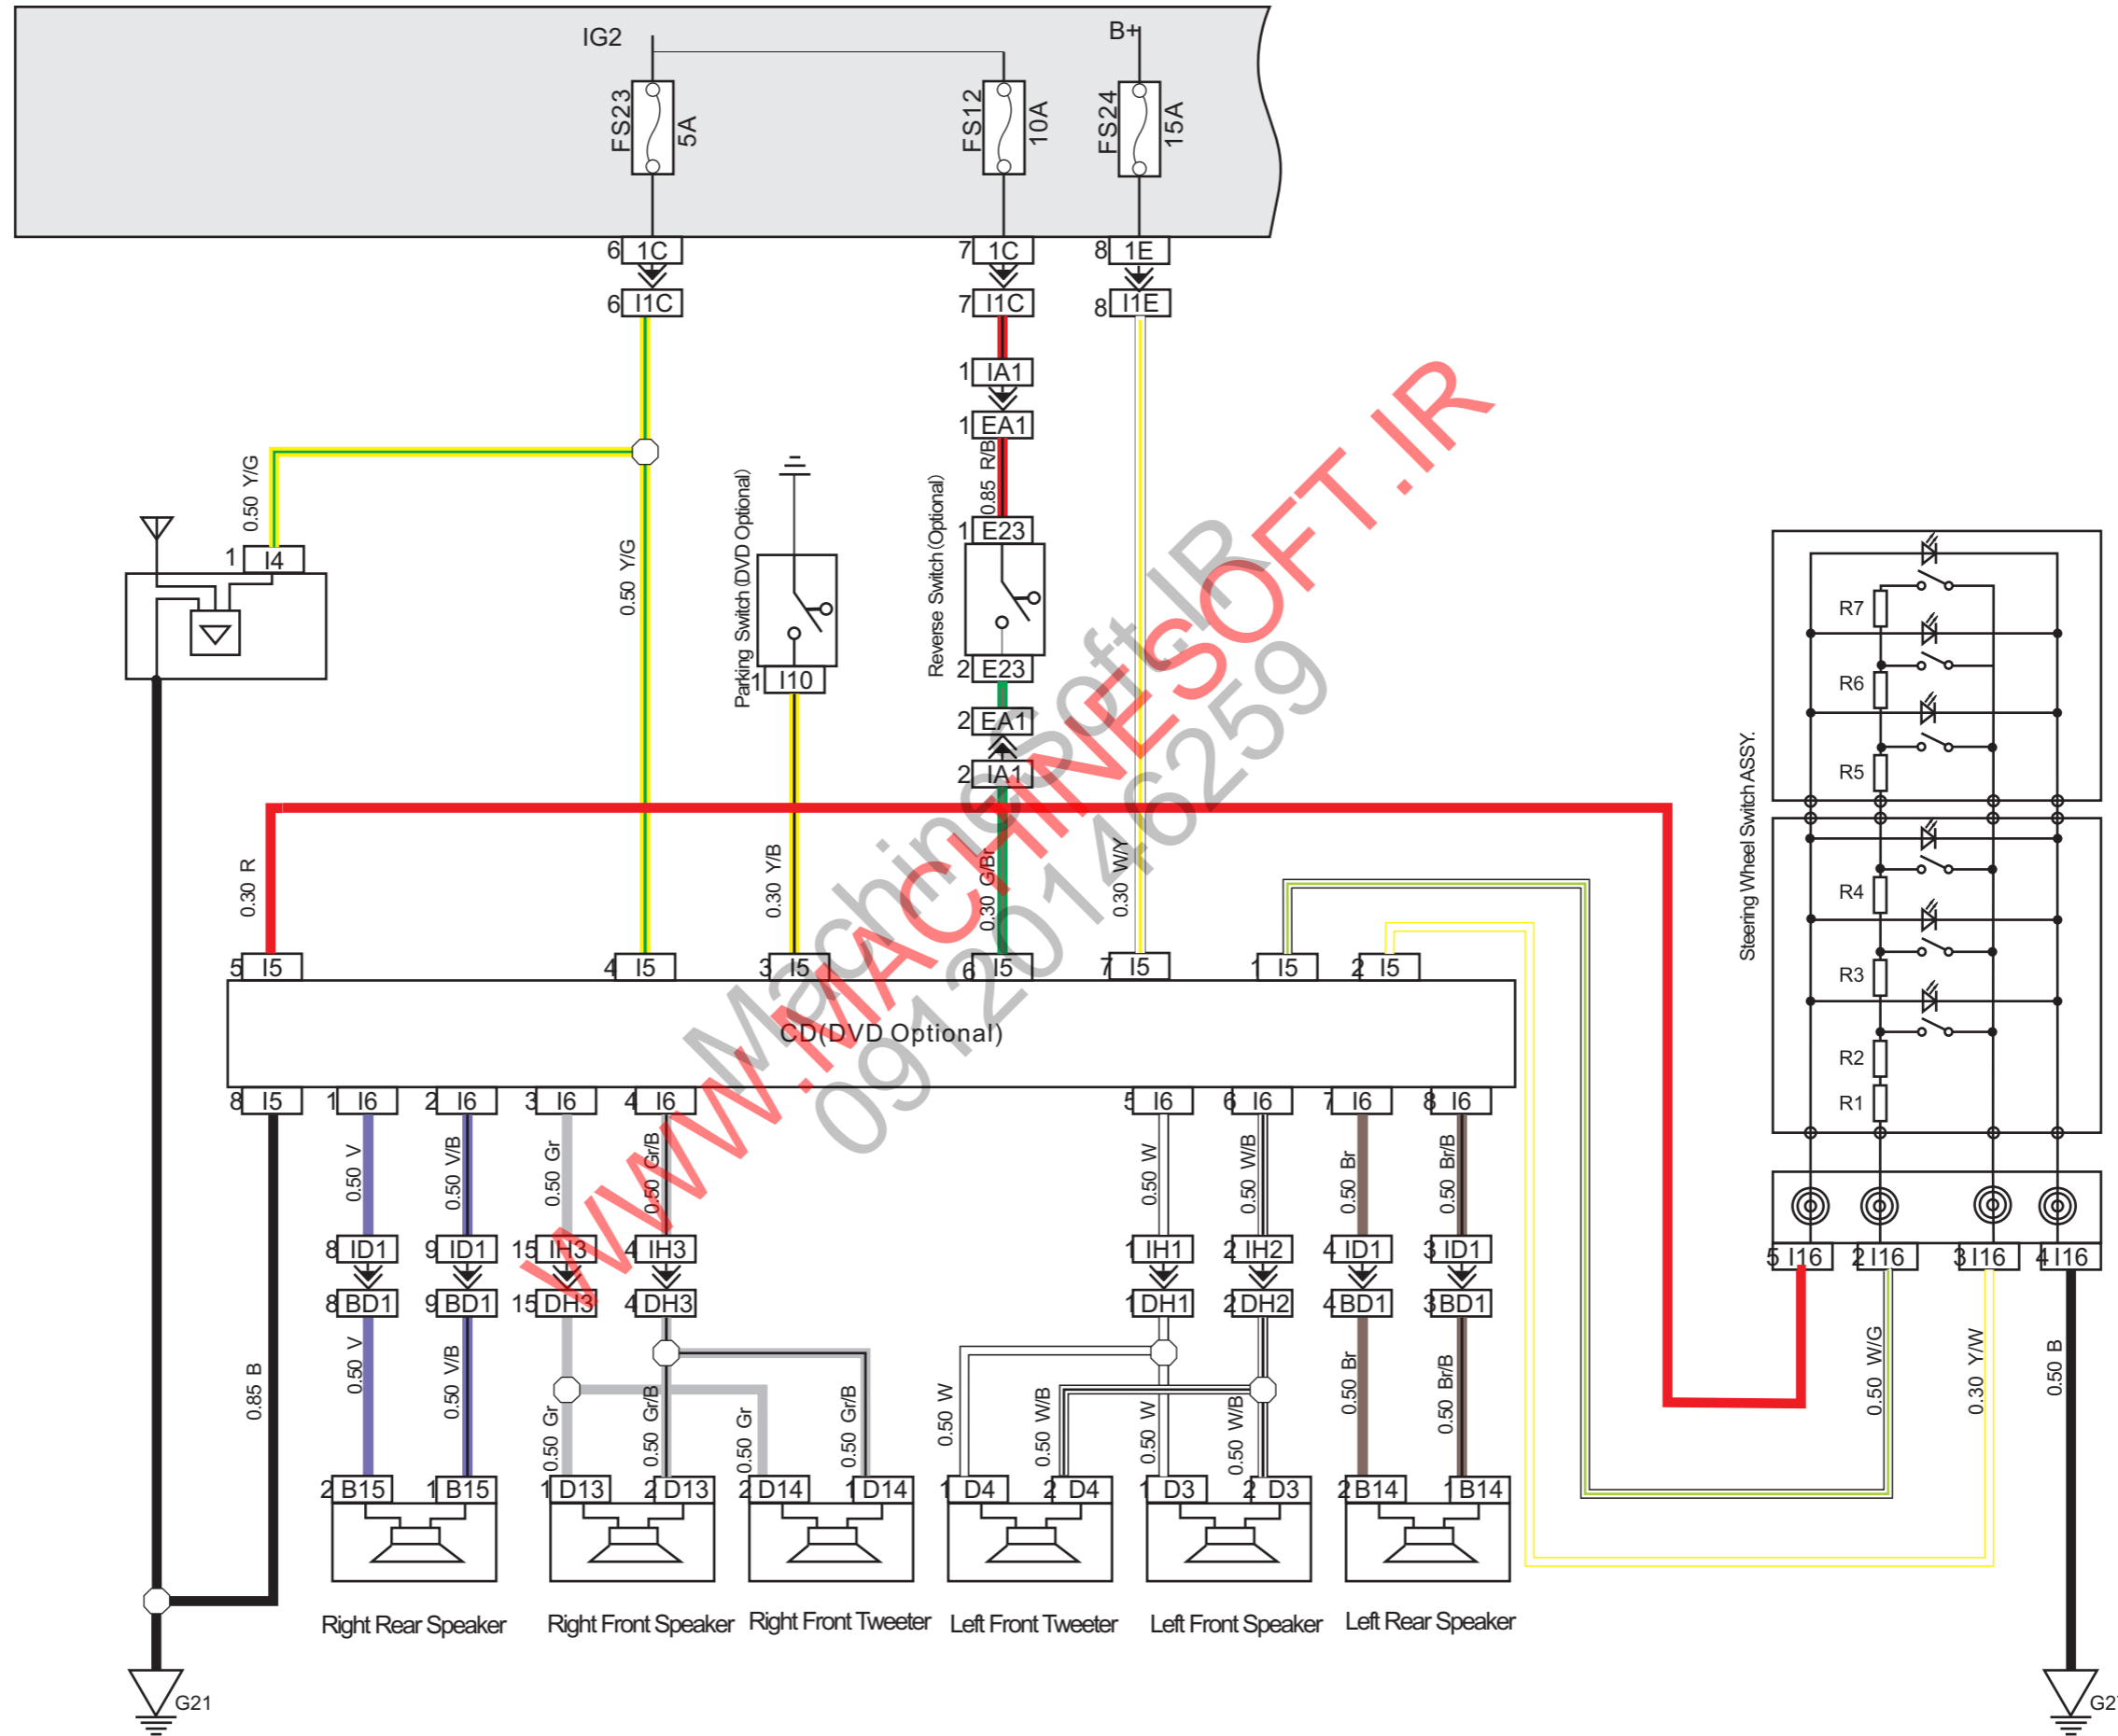 IG2
B+
FS23
5A
FS12
10A
FS24
15A
6 1C
7 1C
8 1E
6 I1C
7 I1C
8 I1E
1 IA1
1 EA1
0.85 R/B
0.50 Y/G
1 I4
0.50 Y/G
Parking Switch(DVD Optional)
1 I10
Reverse Switch(Optional)
1 E23
2 E23
2 EA1
2 IA1
0.30 R
0.30 Y/B
0.30 G/Br
0.30 W/Y
5 I5
4 I5
3 I5
6 I5
7 I5
1 I5
2 I5
CD(DVD Optional)
8 I5
1 I6
2 I6
3 I6
4 I6
5 I6
6 I6
7 I6
8 I6
0.50 V
0.50 V/B
0.50 Gr
0.50 Gr/B
0.50 W
0.50 W/B
0.50 Br
0.50 Br/B
8 ID1
9 ID1
15 IH3
4 IH3
1 IH1
2 IH2
4 ID1
3 ID1
8 BD1
9 BD1
15 DH3
4 DH3
1 DH1
2 DH2
4 BD1
3 BD1
0.85 B
0.50 V
0.50 V/B
0.50 Gr
0.50 Gr/B
0.50 Gr
0.50 Gr/B
0.50 W
0.50 W/B
0.50 W
0.50 W/B
0.50 Br
0.50 Br/B
2 B15
1 B15
1 D13
2 D13
2 D14
1 D14
1 D4
2 D4
1 D3
2 D3
2 B14
1 B14
Right Rear Speaker
Right Front Speaker
Right Front Tweeter
Left Front Tweeter
Left Front Speaker
Left Rear Speaker
G21
Steering Wheel Switch ASSY.
R7
R6
R5
R4
R3
R2
R1
5 I16
2 I16
3 I16
4 I16
0.50 W/G
0.30 Y/W
0.50 B
MachineSoft.IR
WWW.MACHINESOFT.IR
09120146259